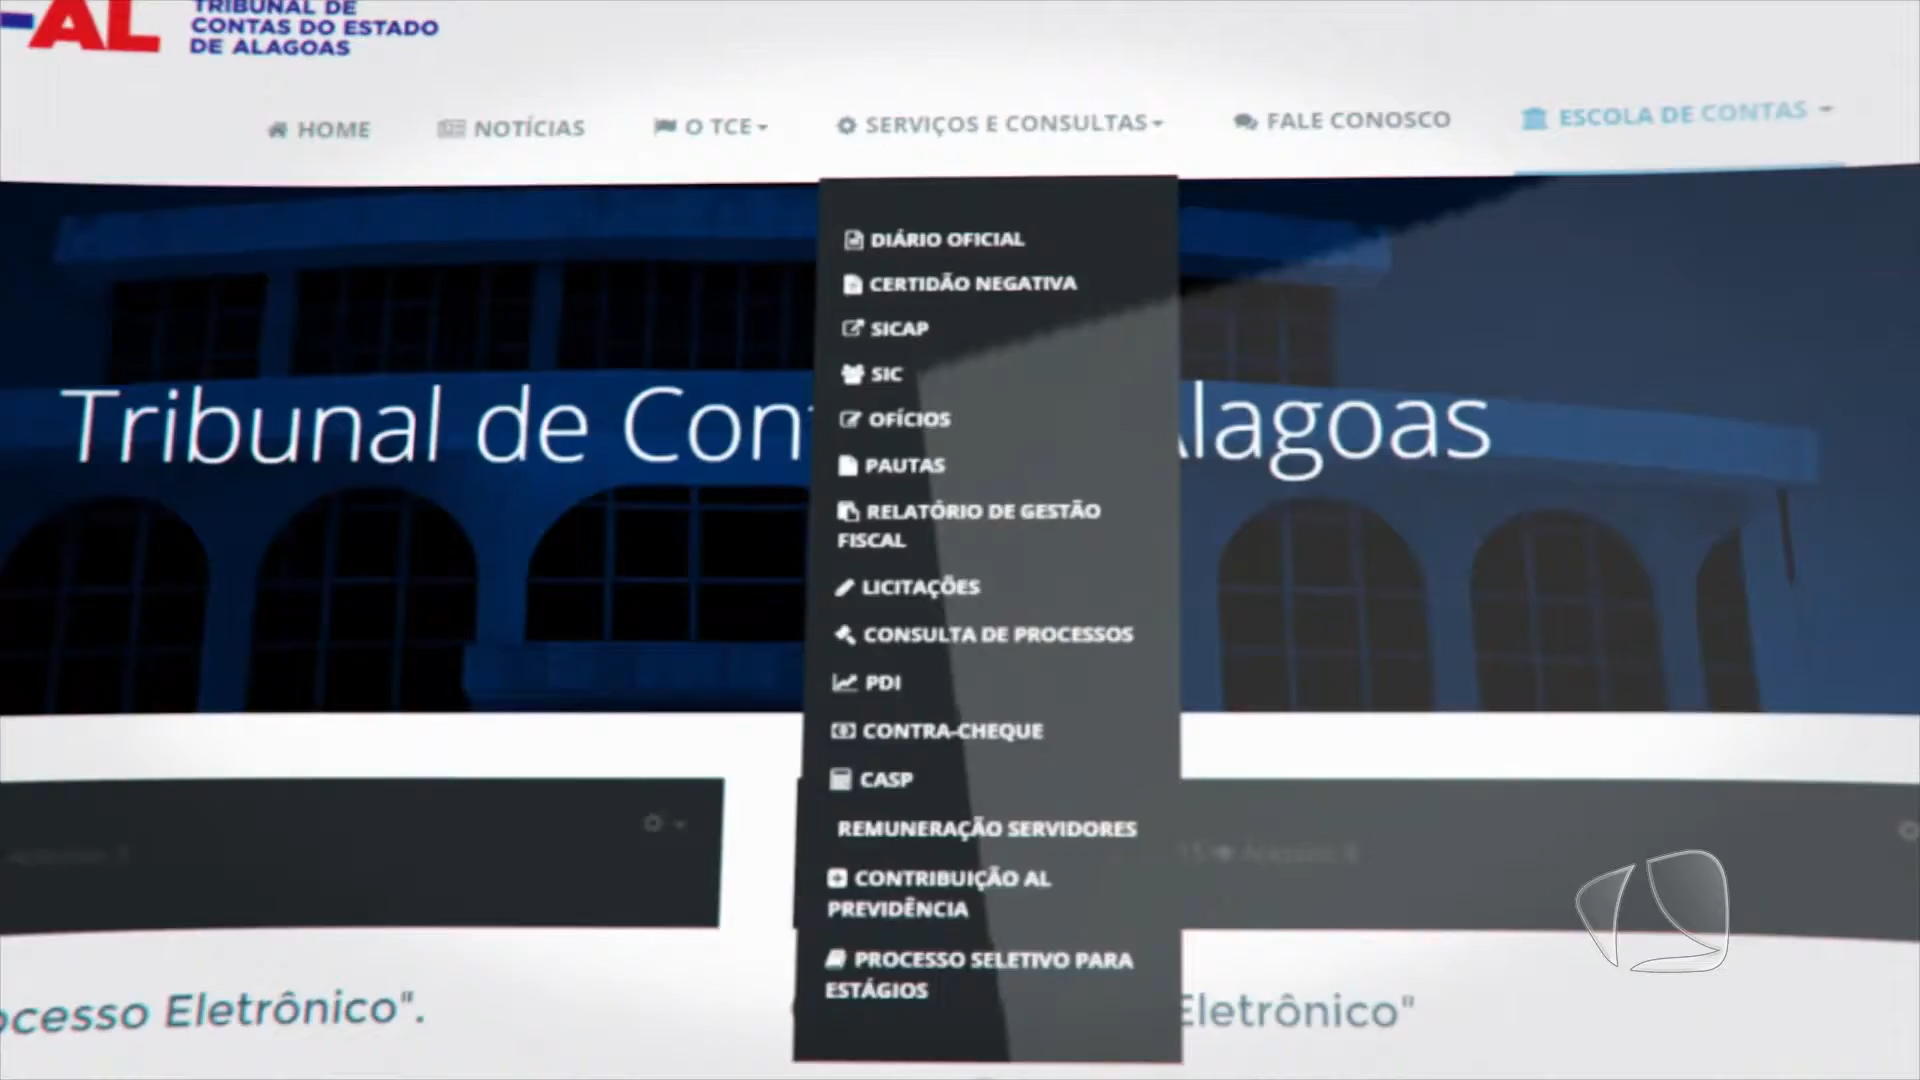 -AL
TRIBUNAL DE
CONTAS DO ESTADO
DE ALAGOAS
HOME NOTÍCIAS O TCE SERVIÇOS E CONSULTAS FALE CONOSCO ESCOLA DE CONTAS
Tribunal de Con lagoas
DIÁRIO OFICIAL
CERTIDÃO NEGATIVA
SICAP
SIC
OFÍCIOS
PAUTAS
RELATÓRIO DE GESTÃO
FISCAL
LICITAÇÕES
CONSULTA DE PROCESSOS
PDI
CONTRA-CHEQUE
CASP
REMUNERAÇÃO SERVIDORES
CONTRIBUIÇÃO AL
PREVIDÊNCIA
PROCESSO SELETIVO PARA
ESTÁGIOS
ocesso Eletrônico".
Eletrônico"